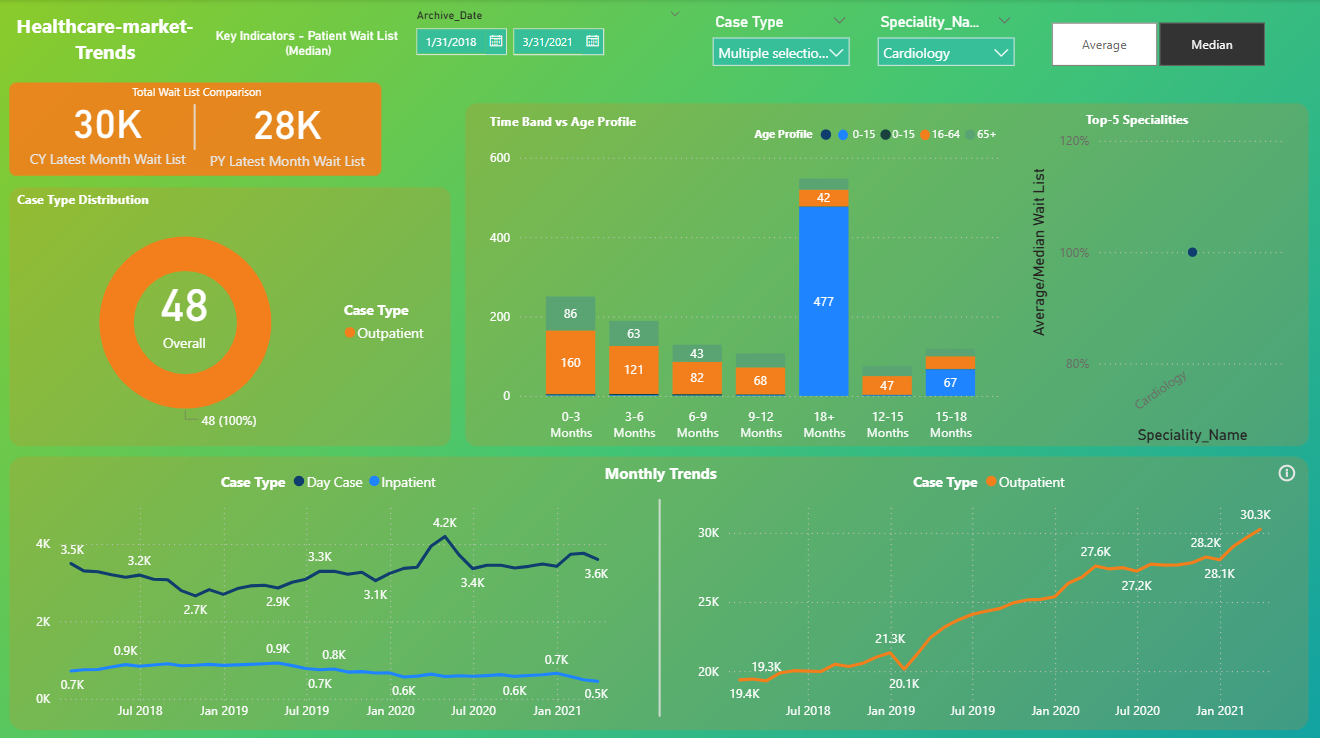 Healthcare-market-
Trends
Key Indicators - Patient Wait List
(Median)
Archive_Date
1/31/2018
3/31/2021
Case Type
Multiple selectio...
Speciality_Na...
Cardiology
Average
Median
Total Wait List Comparison
30K
28K
CY Latest Month Wait List
PY Latest Month Wait List
Case Type Distribution
48
Overall
48 (100%)
Case Type
Outpatient
Time Band vs Age Profile
Age Profile 0-15 0-15 16-64 65+
600
400
200
0
86
160
63
121
43
82
68
42
477
47
67
0-3
Months
3-6
Months
6-9
Months
9-12
Months
18+
Months
12-15
Months
15-18
Months
Top-5 Specialities
Average/Median Wait List
120%
100%
80%
Cardiology
Speciality_Name
Monthly Trends
Case Type Day Case Inpatient
4K
2K
0K
3.5K
3.2K
2.7K
2.9K
3.3K
3.1K
4.2K
3.4K
3.6K
0.7K
0.9K
0.9K
0.7K
0.8K
0.6K
0.6K
0.7K
0.5K
Jul 2018
Jan 2019
Jul 2019
Jan 2020
Jul 2020
Jan 2021
Case Type Outpatient
30K
25K
20K
19.4K
19.3K
21.3K
20.1K
27.6K
27.2K
28.2K
28.1K
30.3K
Jul 2018
Jan 2019
Jul 2019
Jan 2020
Jul 2020
Jan 2021